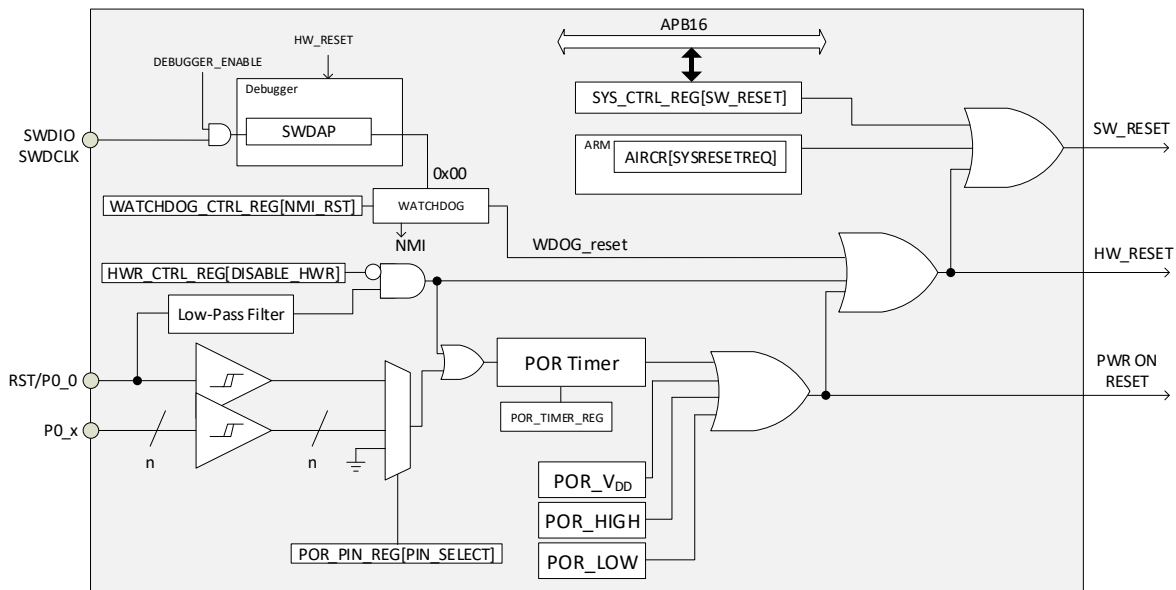 APB16
HW_RESET
DEBUGGER_ENABLE
Debugger
SYS_CTRL_REG[SW_RESET]
SWDIO
SWDCLK
SWDAP
SW_RESET
ARM
AIRCR[SYSRESETREQ]
0x00
WATCHDOG_CTRL_REG[NMI_RST]
WATCHDOG
NMI
WDOG_reset
HW_RESET
HWR_CTRL_REG[DISABLE_HWR]
Low-Pass Filter
RST/P0_0
POR Timer
PWR ON
RESET
POR_TIMER_REG
P0_x
n
n
POR_VDD
POR_HIGH
POR_PIN_REG[PIN_SELECT]
POR_LOW